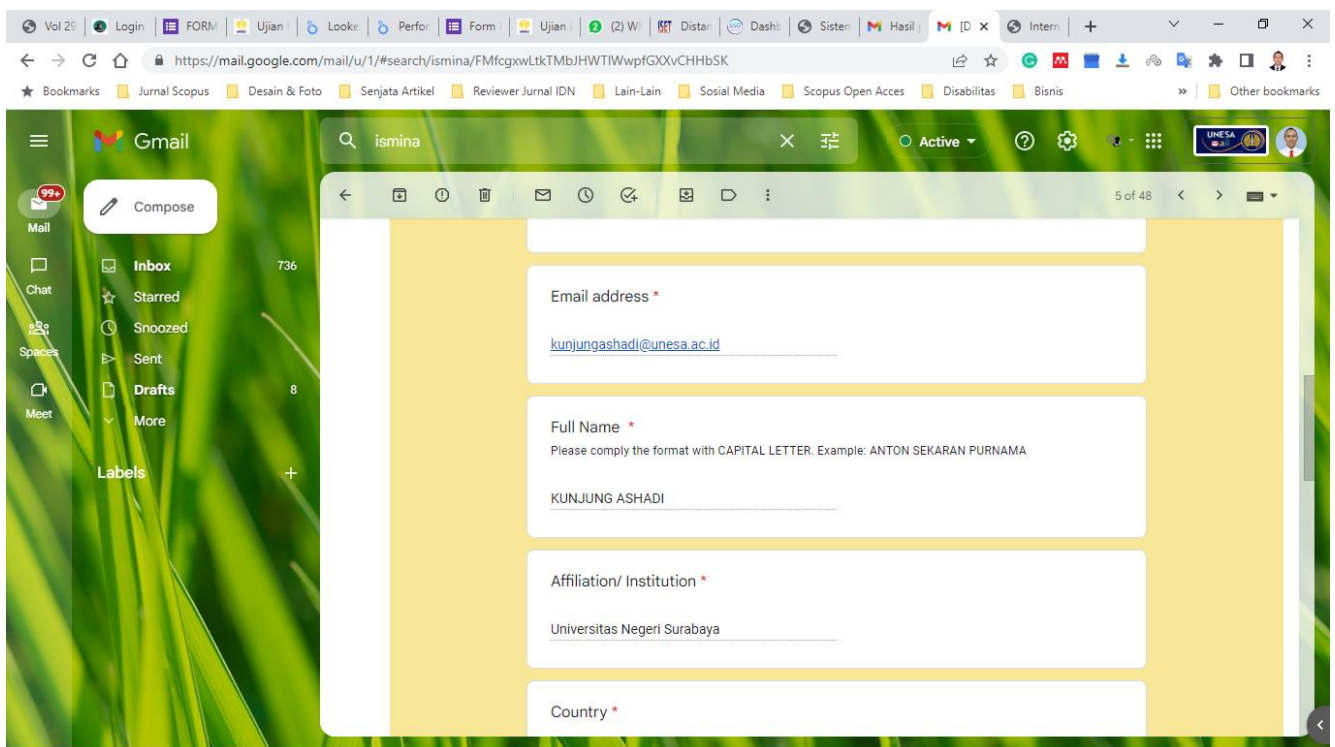 Vol 29 Login FORM Ujian Looke Perfor Form Ujian (2) W Distar Dashb Sisten Hasil [D Intern
https://mail.google.com/mail/u/1/#search/ismina/FMfcgxwLtkTMbJHWTlWwpfGXXvCHHbSK
Bookmarks Jurnal Scopus Desain & Foto Senjata Artikel Reviewer Jurnal IDN Lain-Lain Sosial Media Scopus Open Acces Disabilitas Bisnis » Other bookmarks
Gmail
ismina
Active
UNESA
99+
Mail
Chat
Spaces
Meet
Compose
Inbox 736
Starred
Snoozed
Sent
Drafts 8
More
Labels
5 of 48
Email address *
kunjungashadi@unesa.ac.id
Full Name *
Please comply the format with CAPITAL LETTER. Example: ANTON SEKARAN PURNAMA
KUNJUNG ASHADI
Affiliation/ Institution *
Universitas Negeri Surabaya
Country *